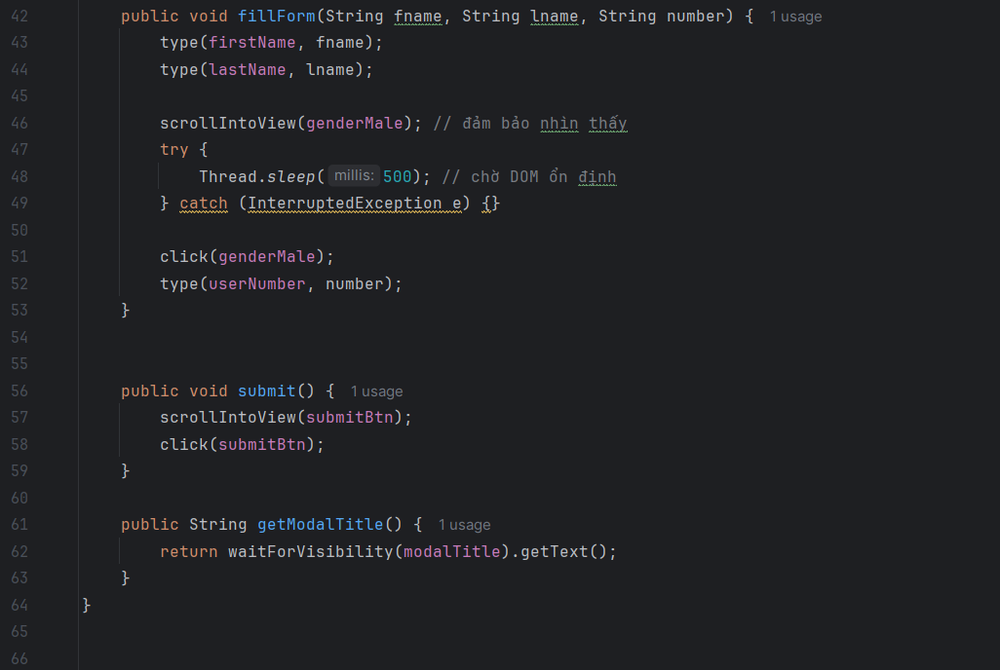 42 public void fillForm(String fname, String lname, String number) { 1 usage
43 type(firstName, fname);
44 type(lastName, lname);
45
46 scrollIntoView(genderMale); // đảm bảo nhìn thấy
47 try {
48 Thread.sleep( millis: 500); // chờ DOM ổn định
49 } catch (InterruptedException e) {}
50
51 click(genderMale);
52 type(userNumber, number);
53 }
54
55
56 public void submit() { 1 usage
57 scrollIntoView(submitBtn);
58 click(submitBtn);
59 }
60
61 public String getModalTitle() { 1 usage
62 return waitForVisibility(modalTitle).getText();
63 }
64 }
65
66